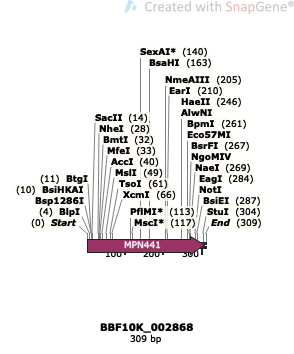 Created with SnapGene®
SexAI* (140)
BsaHI (163)
NmeAIII (205)
EarI (210)
HaeII (246)
AlwNI
BpmI (261)
Eco57MI
BsrFI (267)
NgoMIV
NaeI (269)
EagI (284)
NotI
BsiEI (287)
StuI (304)
End (309)
SacII (14)
NheI (28)
BmtI (32)
MfeI (33)
AccI (40)
MslI (49)
TsoI (61)
XcmI (66)
PflMI* (113)
MscI* (117)
(11) BtgI
(10) BsiHKAI
Bsp1286I
(4) BlpI
(0) Start
MPN441
100
200
300
BBF10K_002868
309 bp